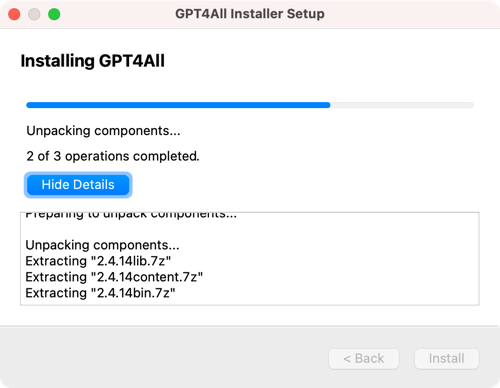 GPT4All Installer Setup
Installing GPT4All
Unpacking components...
2 of 3 operations completed.
Hide Details
Preparing to unpack components...
Unpacking components...
Extracting "2.4.14lib.7z"
Extracting "2.4.14content.7z"
Extracting "2.4.14bin.7z"
< Back
Install